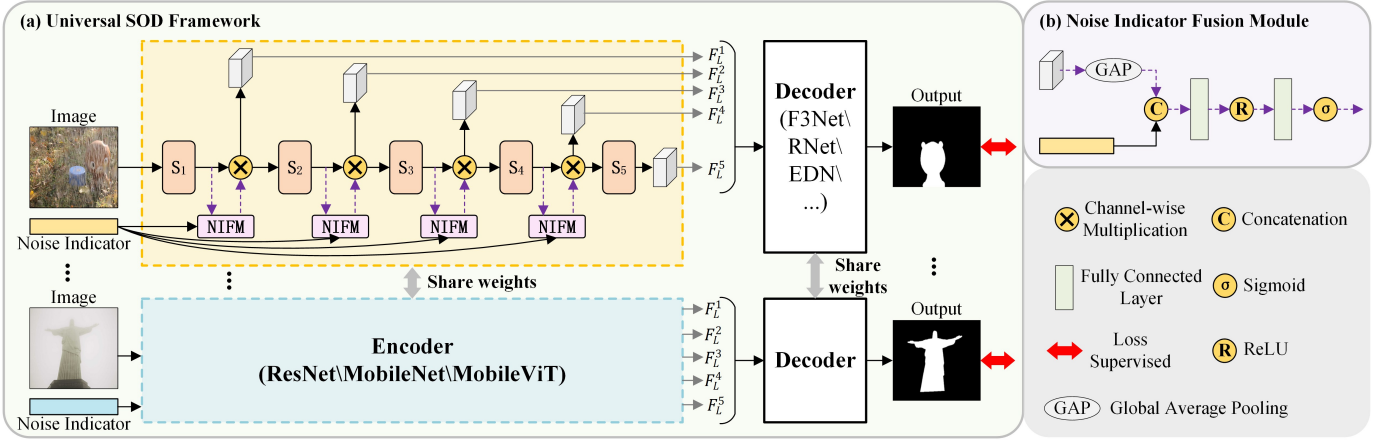 (a) Universal SOD Framework
Image
Noise Indicator
S1
S2
S3
S4
S5
NIFM
NIFM
NIFM
NIFM
F_L^1
F_L^2
F_L^3
F_L^4
F_L^5
Decoder
(F3Net\
RNet\
EDN\
...)
Output
Share weights
Share
weights
Image
Noise Indicator
Encoder
(ResNet\MobileNet\MobileViT)
F_L^1
F_L^2
F_L^3
F_L^4
F_L^5
Decoder
Output
(b) Noise Indicator Fusion Module
GAP
C
R
σ
Channel-wise
Multiplication
C
Concatenation
Fully Connected
Layer
σ
Sigmoid
Loss
Supervised
R
ReLU
GAP
Global Average Pooling